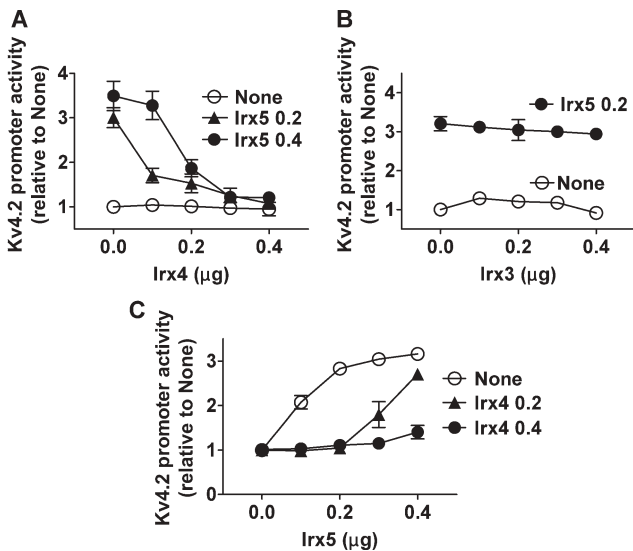 A
Kv4.2 promoter activity
(relative to None)
4
3
2
1
None
Irx5 0.2
Irx5 0.4
0.0
0.2
0.4
Irx4 (μg)
B
Kv4.2 promoter activity
(relative to None)
4
3
2
1
Irx5 0.2
None
0.0
0.2
0.4
Irx3 (μg)
C
Kv4.2 promoter activity
(relative to None)
3
2
1
None
Irx4 0.2
Irx4 0.4
0.0
0.2
0.4
Irx5 (μg)